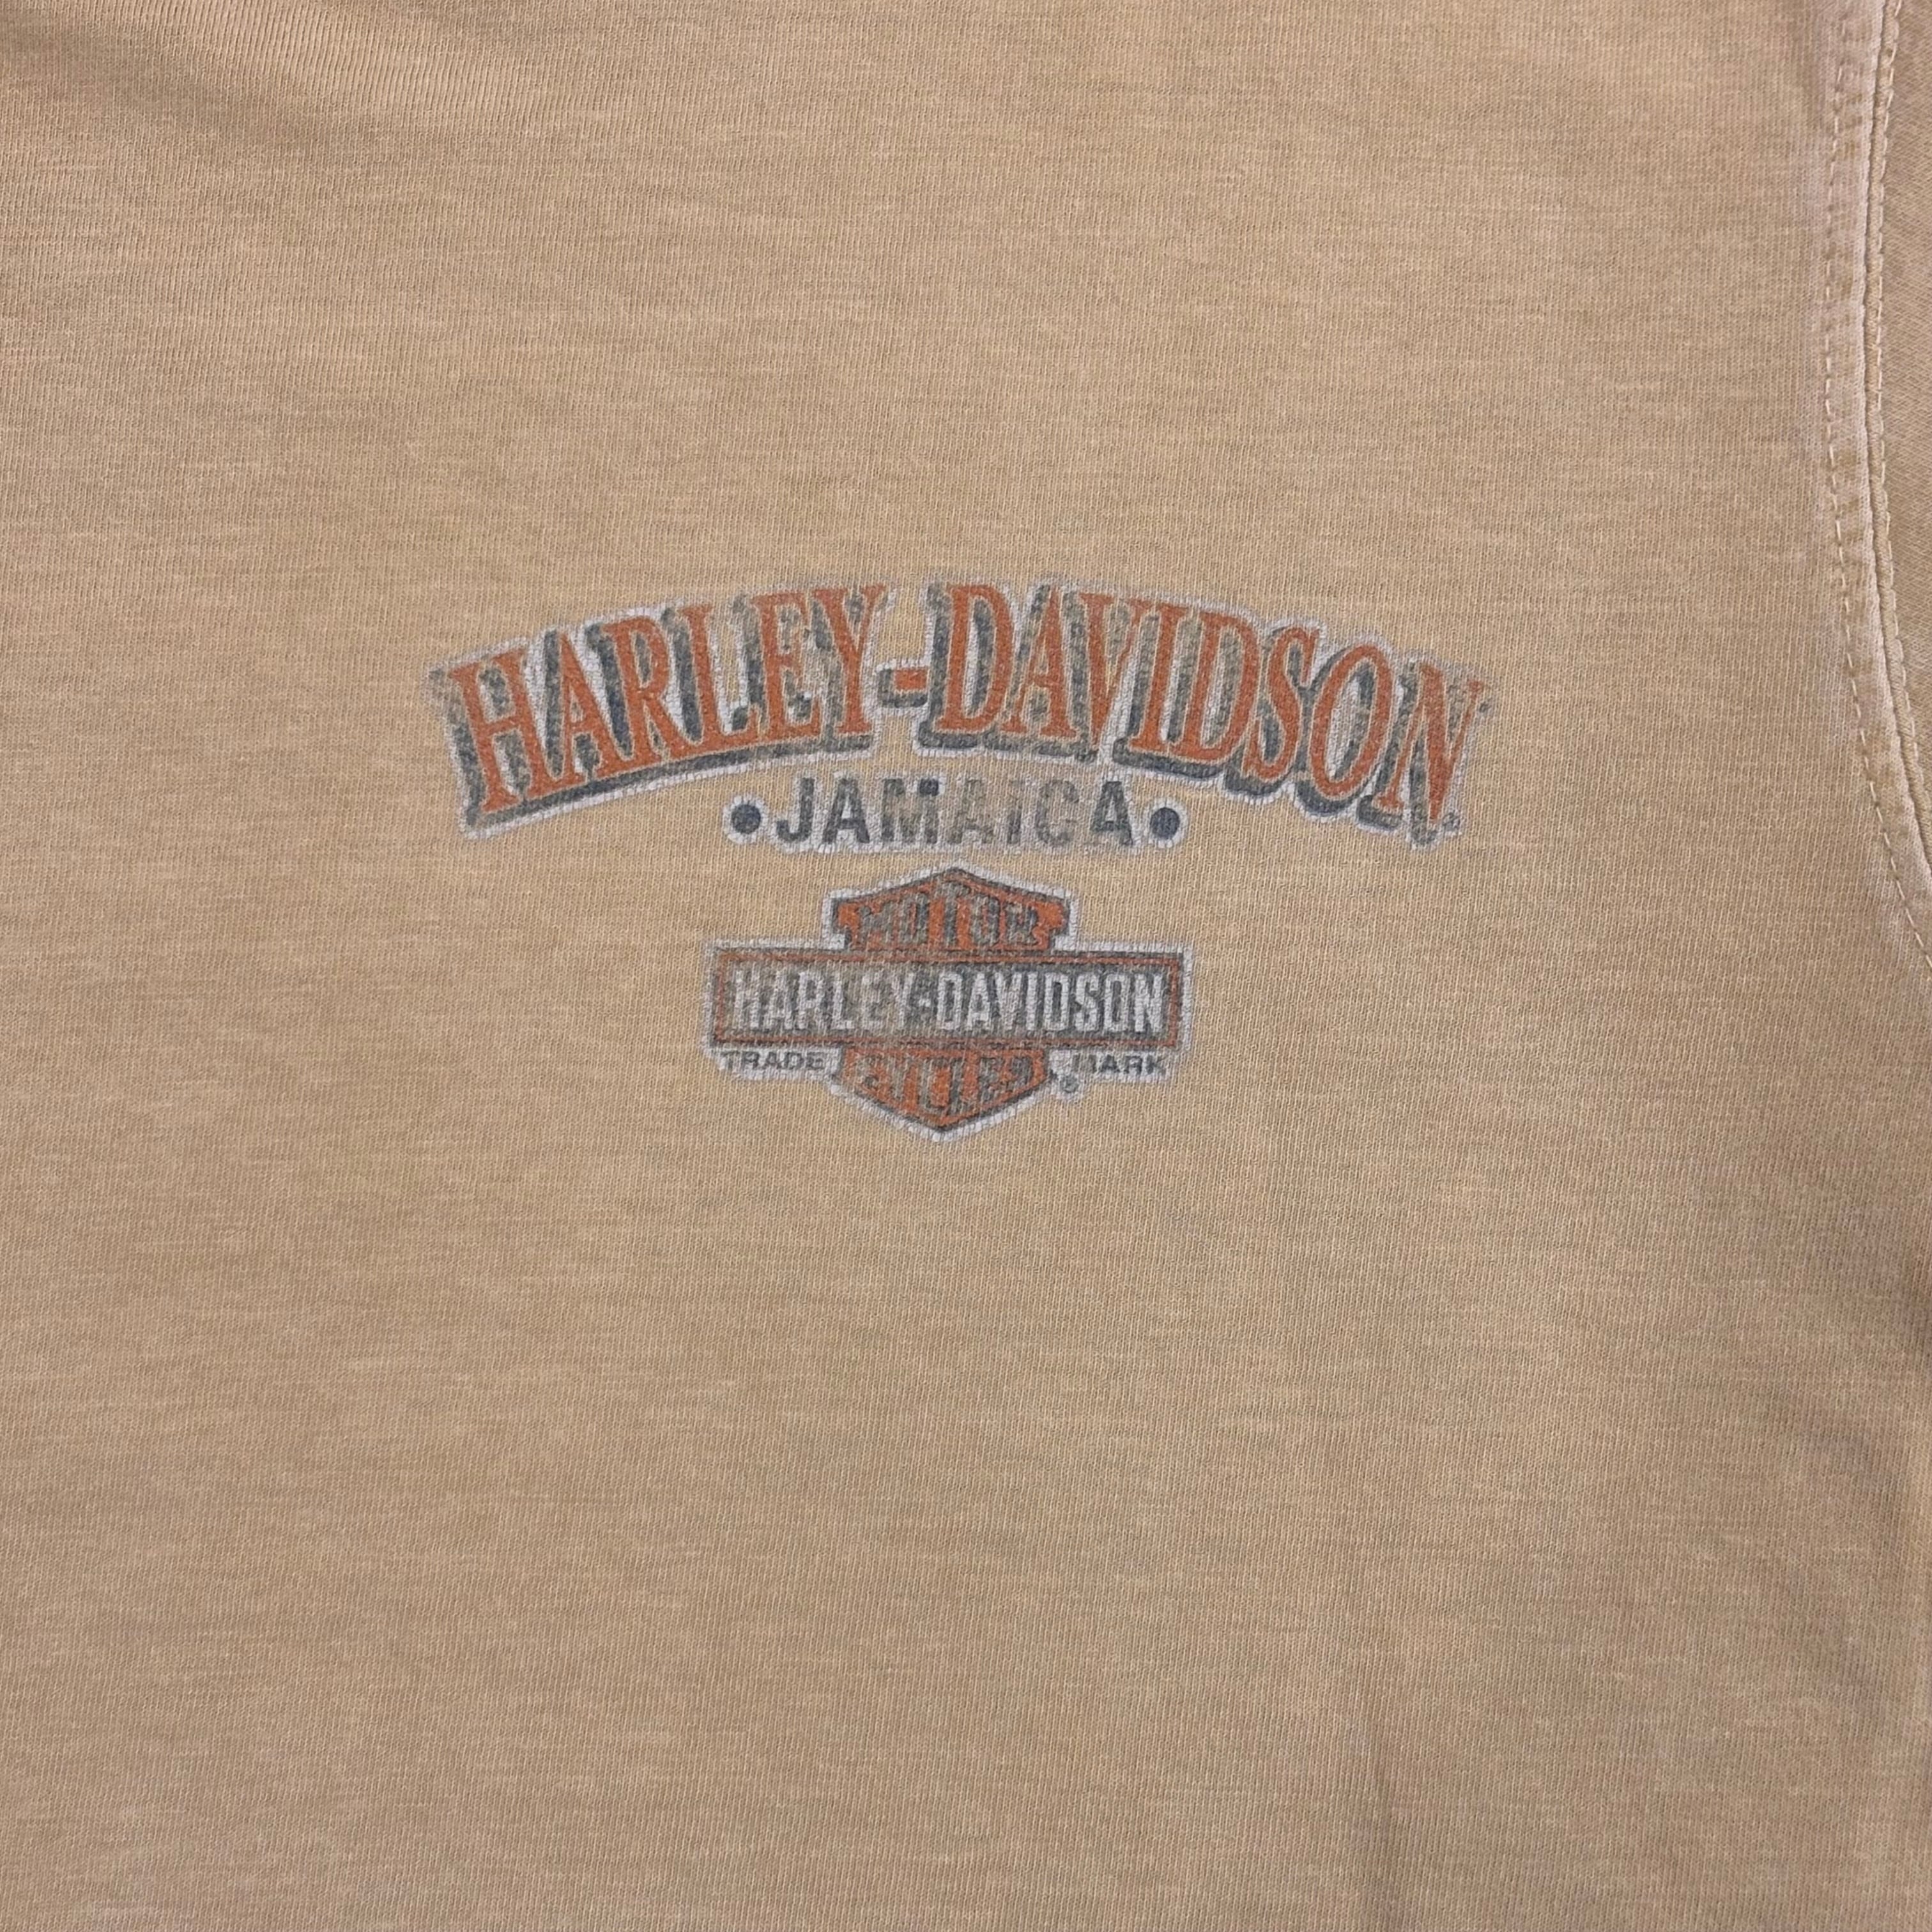 HARLEY-DAVIDSON
•JAMAICA•
MOTOR
HARLEY-DAVIDSON
TRADE MARK
CYCLES ®